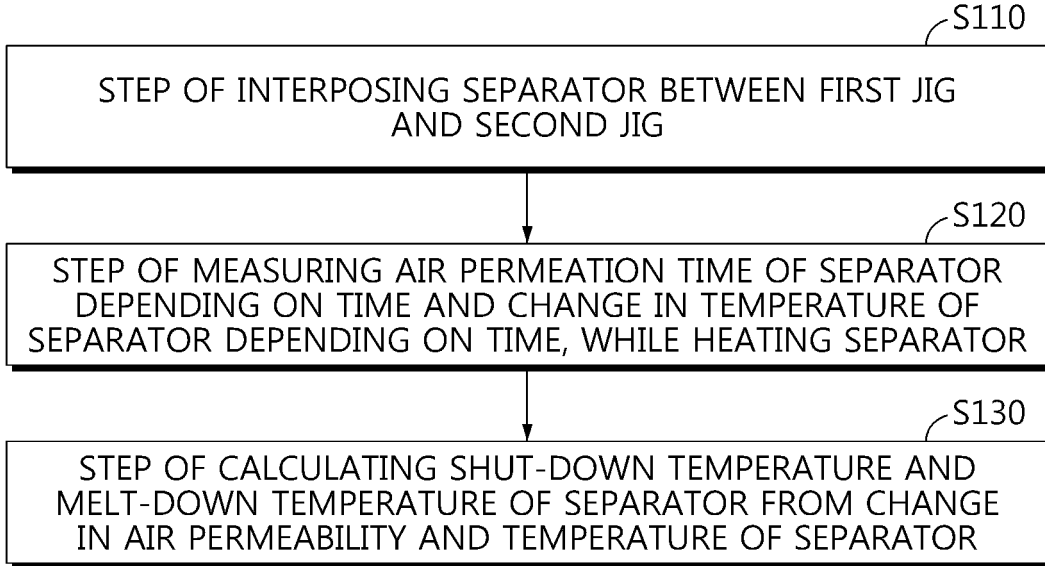 S110
STEP OF INTERPOSING SEPARATOR BETWEEN FIRST JIG
AND SECOND JIG
S120
STEP OF MEASURING AIR PERMEATION TIME OF SEPARATOR
DEPENDING ON TIME AND CHANGE IN TEMPERATURE OF
SEPARATOR DEPENDING ON TIME, WHILE HEATING SEPARATOR
S130
STEP OF CALCULATING SHUT-DOWN TEMPERATURE AND
MELT-DOWN TEMPERATURE OF SEPARATOR FROM CHANGE
IN AIR PERMEABILITY AND TEMPERATURE OF SEPARATOR